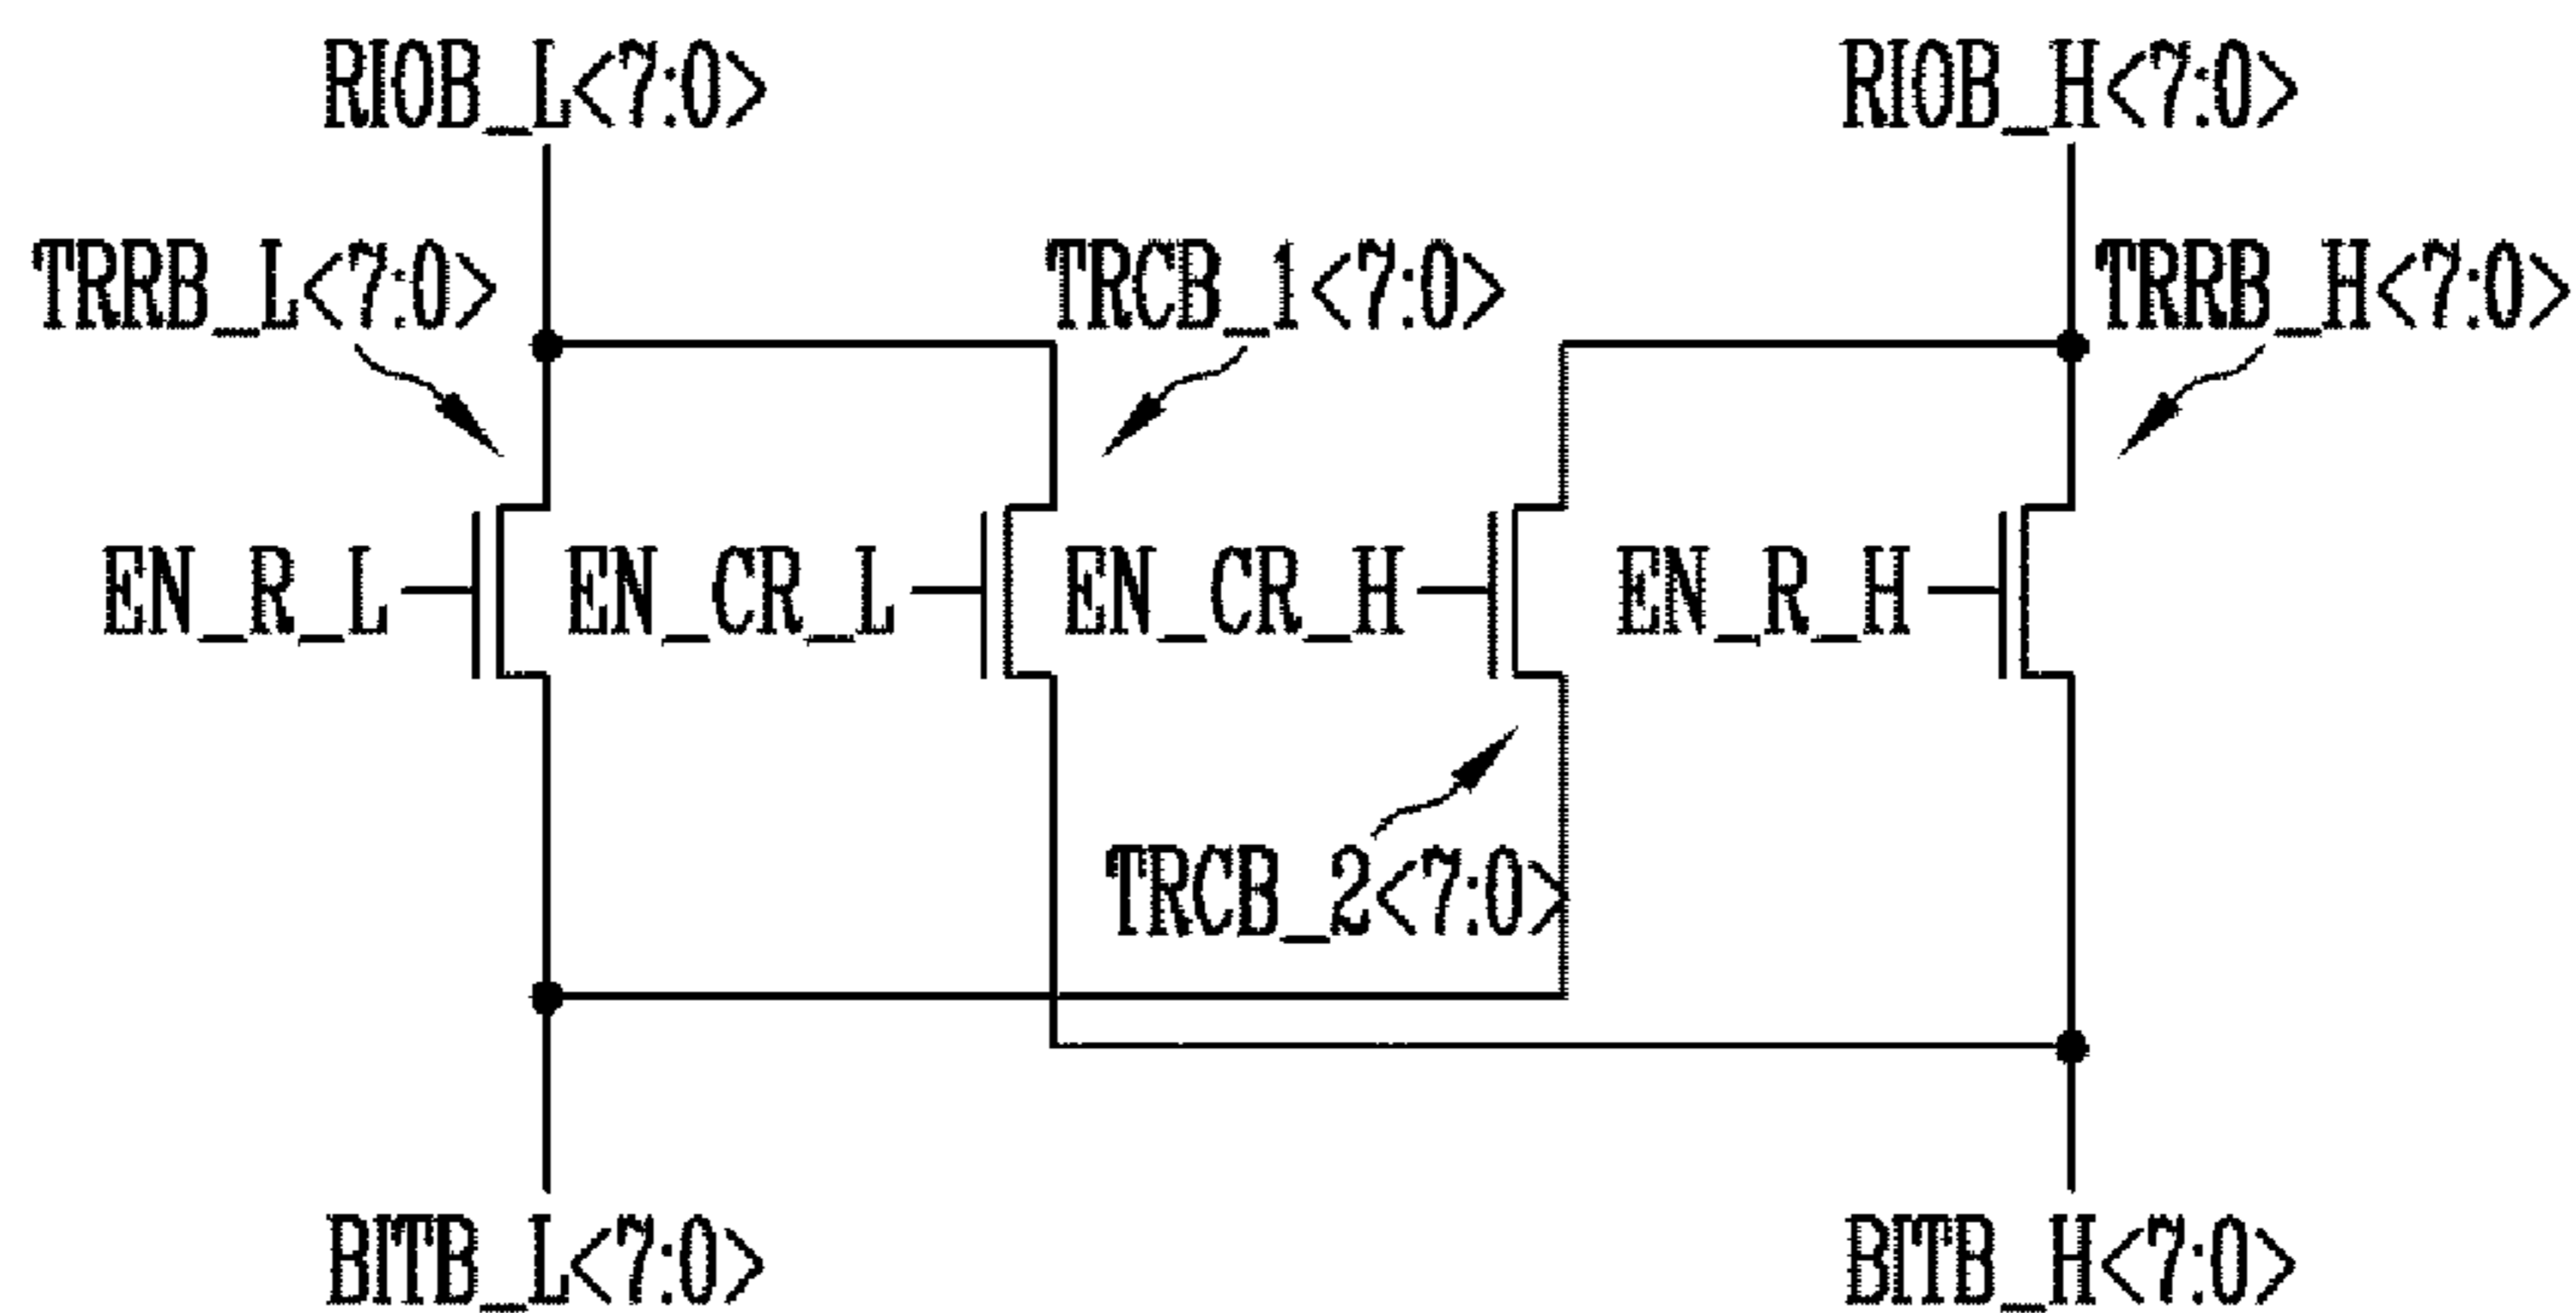 RIOB_L<7:0>
RIOB_H<7:0>
TRRB_L<7:0>
TRCB_1<7:0>
TRRB_H<7:0>
EN_R_L
EN_CR_L
EN_CR_H
EN_R_H
TRCB_2<7:0>
BITB_L<7:0>
BITB_H<7:0>